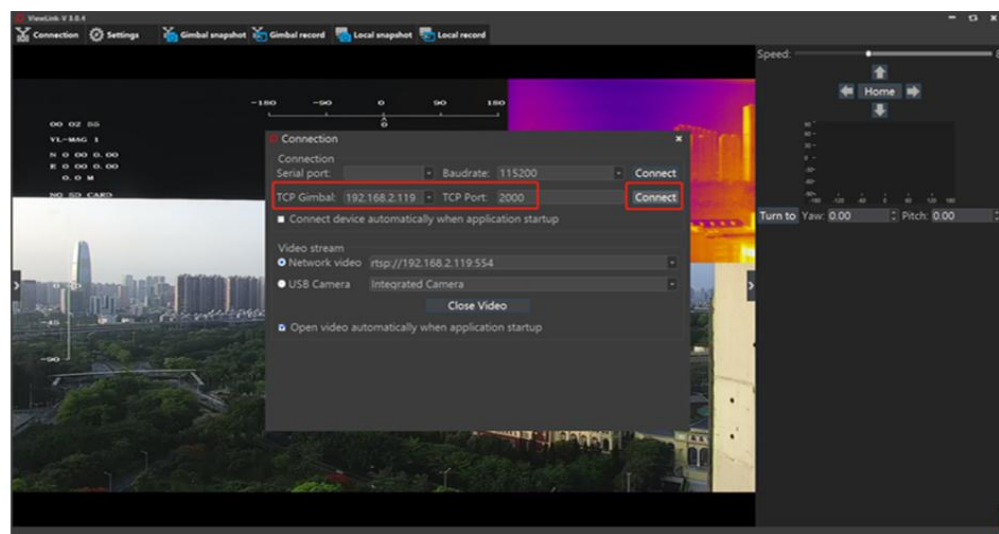 ViewLink V 3.0.4
Connection Settings Gimbal snapshot Gimbal record Local snapshot Local record
Speed:
Home
-180 -90 0 90 180
00 02 55
VL-MAG 1
N 0 00 0.00
E 0 00 0.00
0.0 M
NO SD CARD
-90
Connection
Connection
Serial port: Baudrate: 115200 Connect
TCP Gimbal: 192.168.2.119 TCP Port: 2000 Connect
Connect device automatically when application startup
Video stream
Network video rtsp://192.168.2.119:554
USB Camera Integrated Camera
Close Video
Open video automatically when application startup
Turn to Yaw: 0.00 Pitch: 0.00